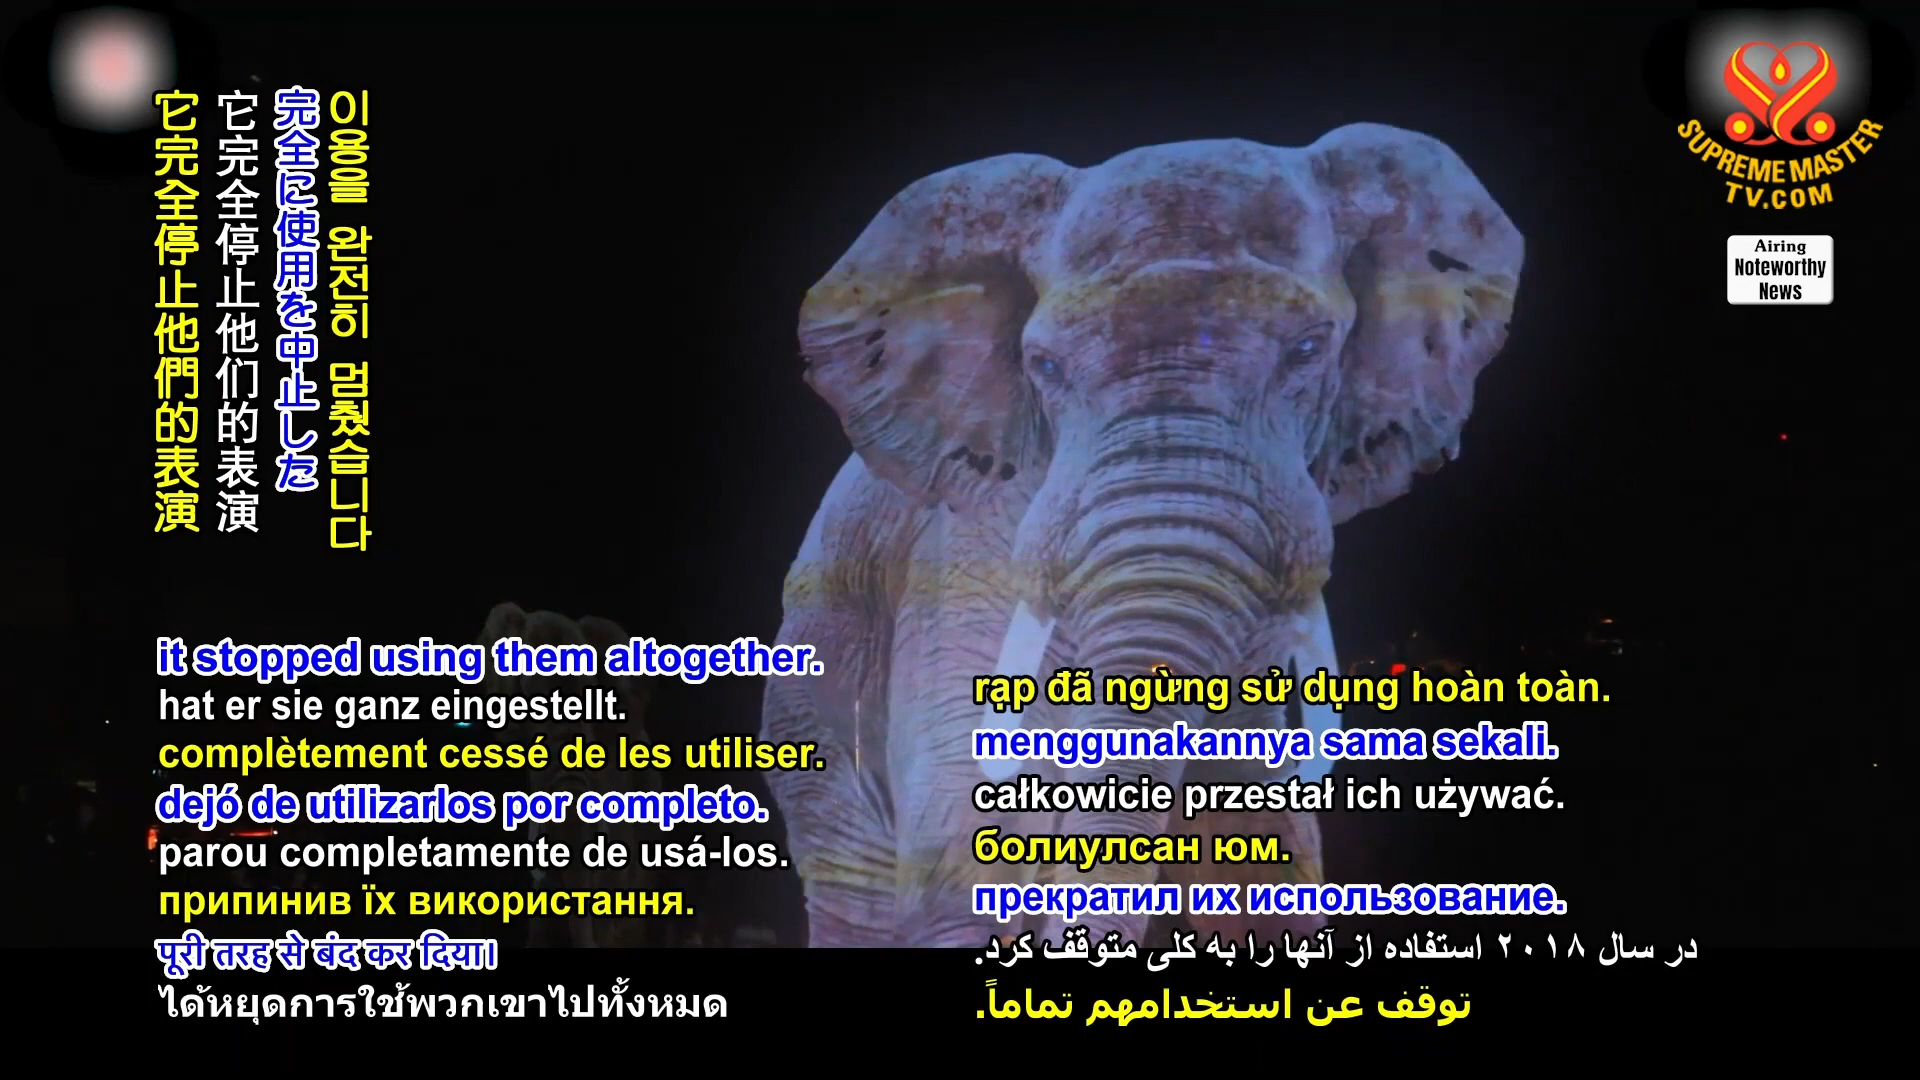 它完全停止他們的表演
它完全停止他们的表演
完全に使用を中止した
이용을 완전히 멈췄습니다
SUPREME MASTER
TV.COM
Airing
Noteworthy
News
it stopped using them altogether.
hat er sie ganz eingestellt.
complètement cessé de les utiliser.
dejó de utilizarlos por completo.
parou completamente de usá-los.
припинив їх використання.
पूरी तरह से बंद कर दिया।
ได้หยุดการใช้พวกเขาไปทั้งหมด
rạp đã ngừng sử dụng hoàn toàn.
menggunakannya sama sekali.
całkowicie przestał ich używać.
болиулсан юм.
прекратил их использование.
در سال ۲۰۱۸ استفاده از آنها را به کلی متوقف کرد.
توقف عن استخدامهم تماماً.